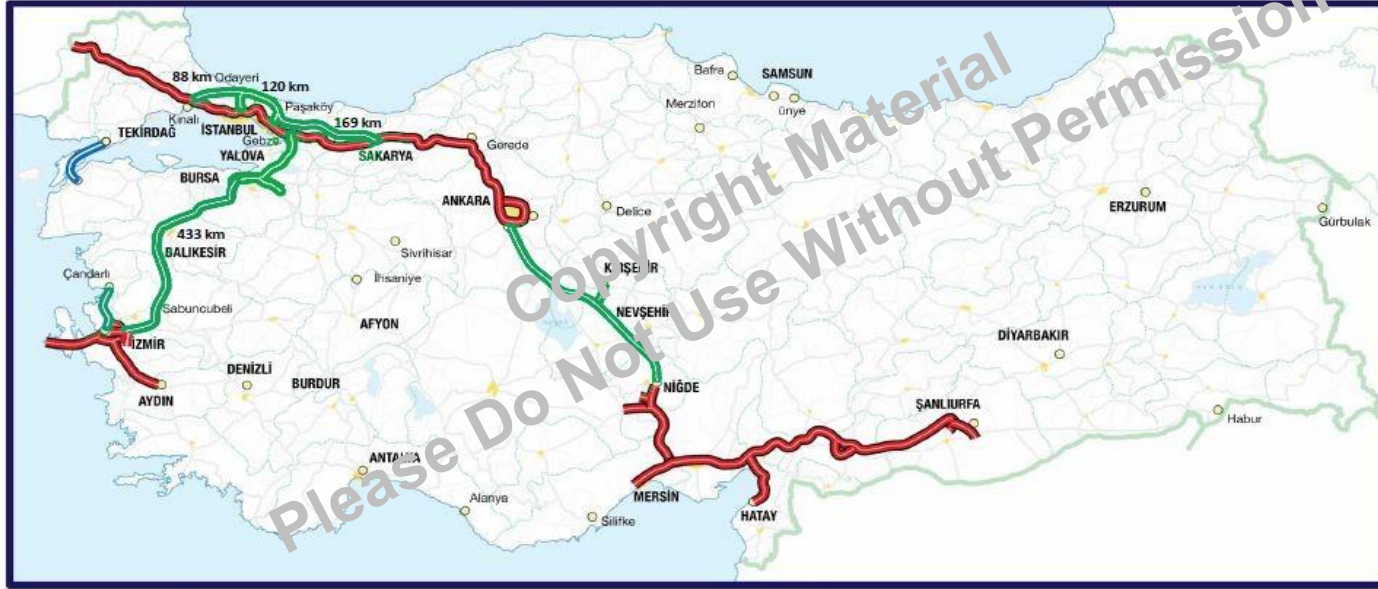 88 km
Odayeri
120 km
Paşaköy
Kınalı
169 km
TEKİRDAĞ
İSTANBUL
Gebze
YALOVA
SAKARYA
BURSA
Gerede
Bafra
SAMSUN
Merzifon
ünye
ANKARA
Delice
ERZURUM
Gürbulak
433 km
BALIKESİR
Sivrihisar
Çandarlı
İhsaniye
KIRŞEHİR
Sabuncubeli
NEVŞEHİR
AFYON
İZMİR
DİYARBAKIR
DENİZLİ
BURDUR
NİĞDE
AYDIN
ŞANLIURFA
Habur
ANTALYA
Alanya
MERSİN
Silifke
HATAY
Copyright Material
Please Do Not Use Without Permission